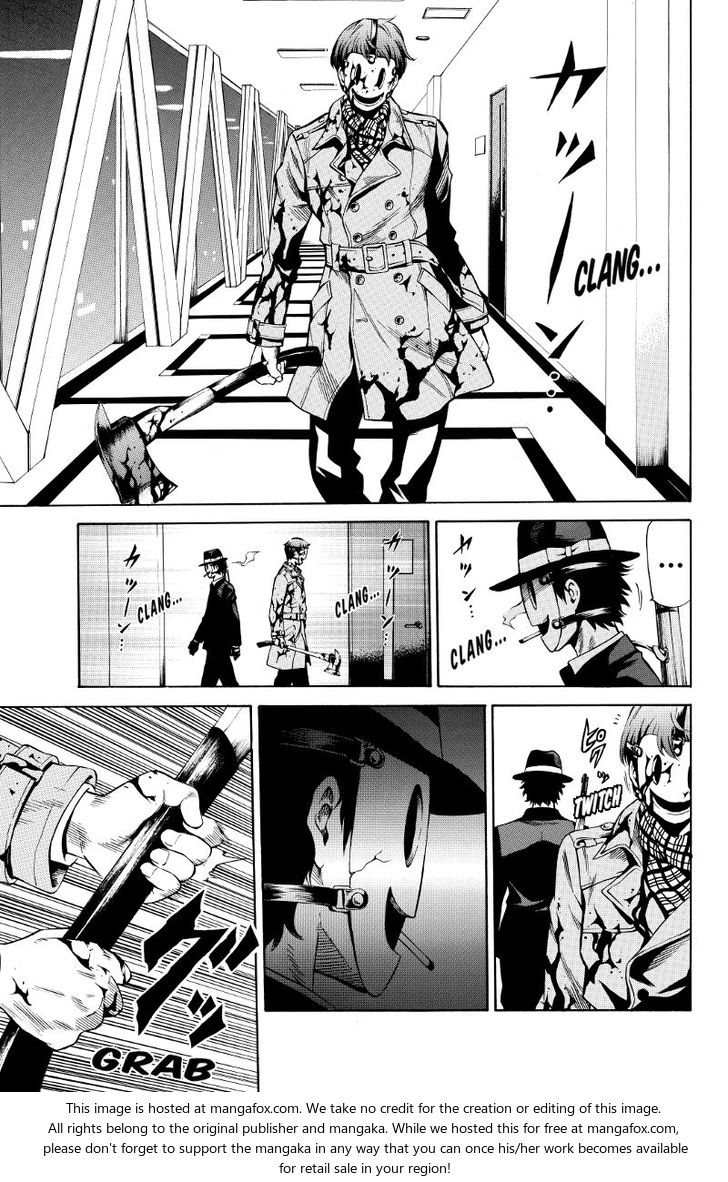 カッー…ン
CLANG...
...
カッ…ン
CLANG...
カッ…ン…
CLANG...
カッ…ン…
CLANG...
ピクッ
TWITCH
グッ
GRAB
This image is hosted at mangafox.com. We take no credit for the creation or editing of this image.
All rights belong to the original publisher and mangaka. While we hosted this for free at mangafox.com,
please don't forget to support the mangaka in any way that you can once his/her work becomes available
for retail sale in your region!